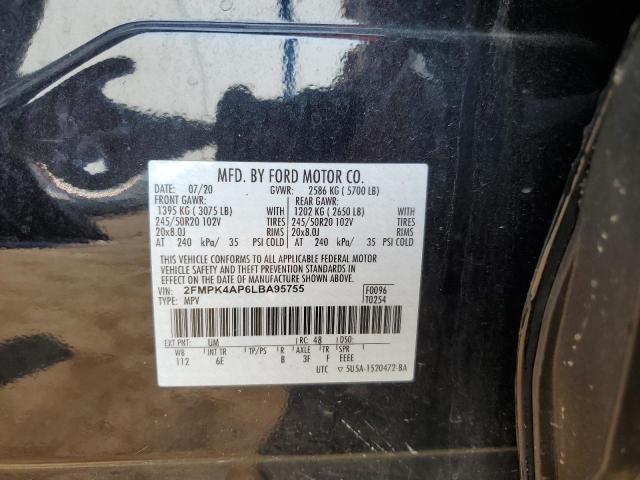 MFD. BY FORD MOTOR CO.
DATE: 07/20 GVWR: 2586 KG ( 5700 LB)
FRONT GAWR: REAR GAWR:
1395 KG ( 3075 LB) WITH 1202 KG ( 2650 LB) WITH
245/50R20 102V TIRES 245/50R20 102V TIRES
20x8.0J RIMS 20x8.0J RIMS
AT 240 kPa/ 35 PSI COLD AT 240 kPa/ 35 PSI COLD
THIS VEHICLE CONFORMS TO ALL APPLICABLE FEDERAL MOTOR
VEHICLE SAFETY AND THEFT PREVENTION STANDARDS IN
EFFECT ON THE DATE OF MANUFACTURE SHOWN ABOVE.
VIN: 2FMPK4AP6LBA95755 F0096
TYPE: MPV T0254
EXT PNT: UM RC: 48 DSO:
WB INT TR TP/PS R AXLE TR SPR
112 6E B 3F F EEEE
UTC ▽ 5U5A-1520472-BA